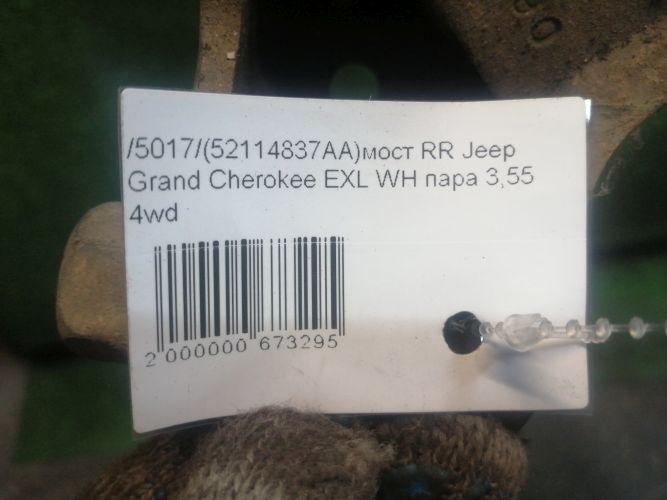 /5017/(52114837AA)мост RR Jeep
Grand Cherokee EXL WH пара 3,55
4wd
2 000000 673295